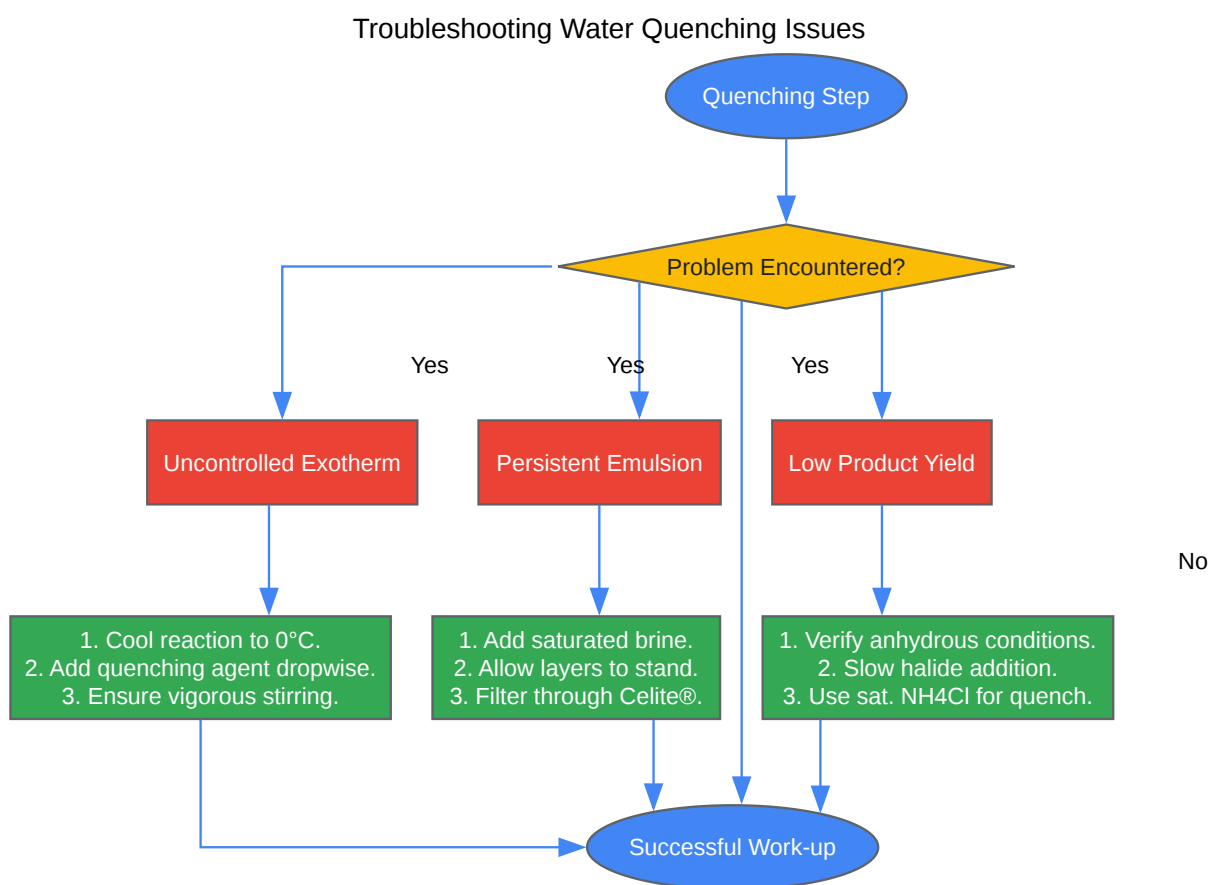 Troubleshooting Water Quenching Issues
Quenching Step
Problem Encountered?
Yes
Yes
Yes
Uncontrolled Exotherm
Persistent Emulsion
Low Product Yield
No
1. Cool reaction to 0°C.
2. Add quenching agent dropwise.
3. Ensure vigorous stirring.
1. Add saturated brine.
2. Allow layers to stand.
3. Filter through Celite®.
1. Verify anhydrous conditions.
2. Slow halide addition.
3. Use sat. NH4Cl for quench.
Successful Work-up